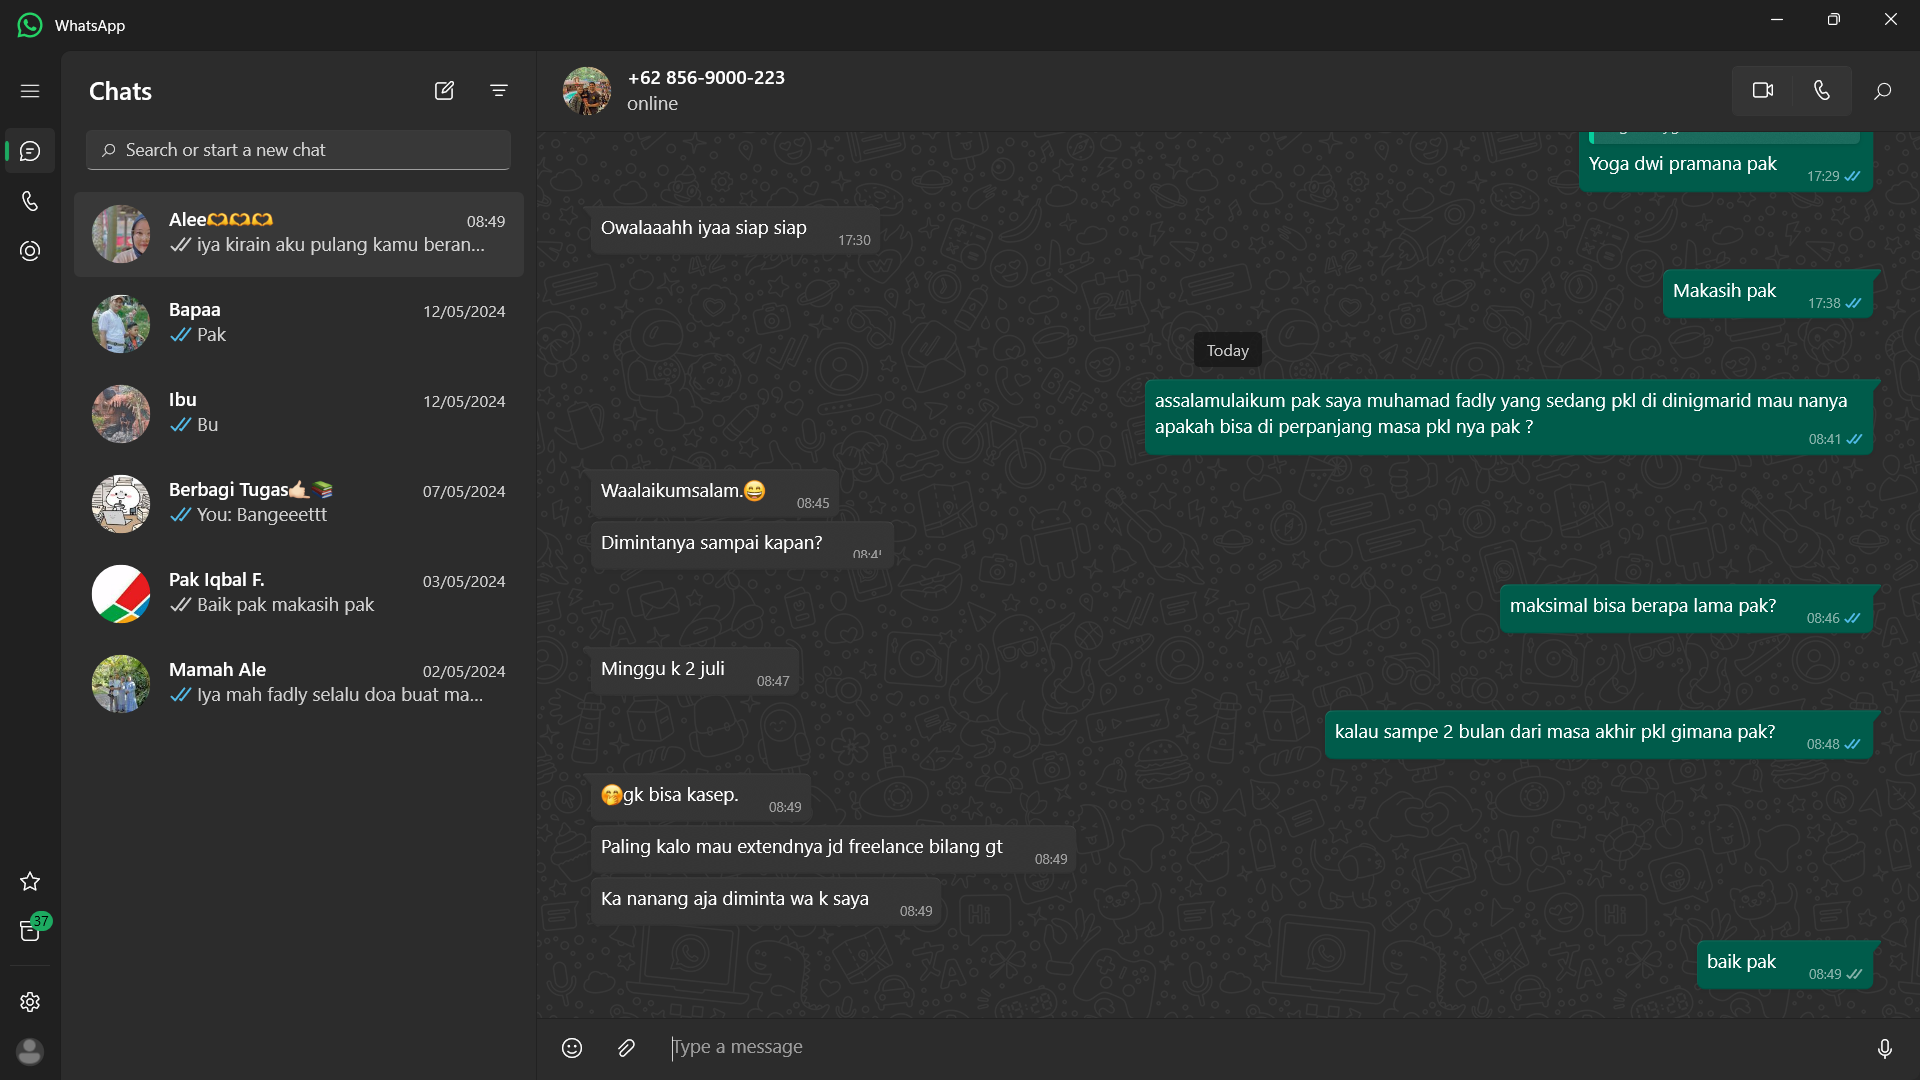 WhatsApp
Chats
Search or start a new chat
Alee
08:49
iya kirain aku pulang kamu beran...
Bapaa
12/05/2024
Pak
Ibu
12/05/2024
Bu
Berbagi Tugas
07/05/2024
You: Bangeeettt
Pak Iqbal F.
03/05/2024
Baik pak makasih pak
Mamah Ale
02/05/2024
Iya mah fadly selalu doa buat ma...
37
+62 856-9000-223
online
Yoga dwi pramana pak
17:29
Owalaaahh iyaa siap siap
17:30
Makasih pak
17:38
Today
assalamulaikum pak saya muhamad fadly yang sedang pkl di dinigmarid mau nanya
apakah bisa di perpanjang masa pkl nya pak ?
08:41
Waalaikumsalam.😄
08:45
Dimintanya sampai kapan?
maksimal bisa berapa lama pak?
08:46
Minggu k 2 juli
08:47
kalau sampe 2 bulan dari masa akhir pkl gimana pak?
08:48
🤭gk bisa kasep.
08:49
Paling kalo mau extendnya jd freelance bilang gt
08:49
Ka nanang aja diminta wa k saya
08:49
baik pak
08:49
Type a message